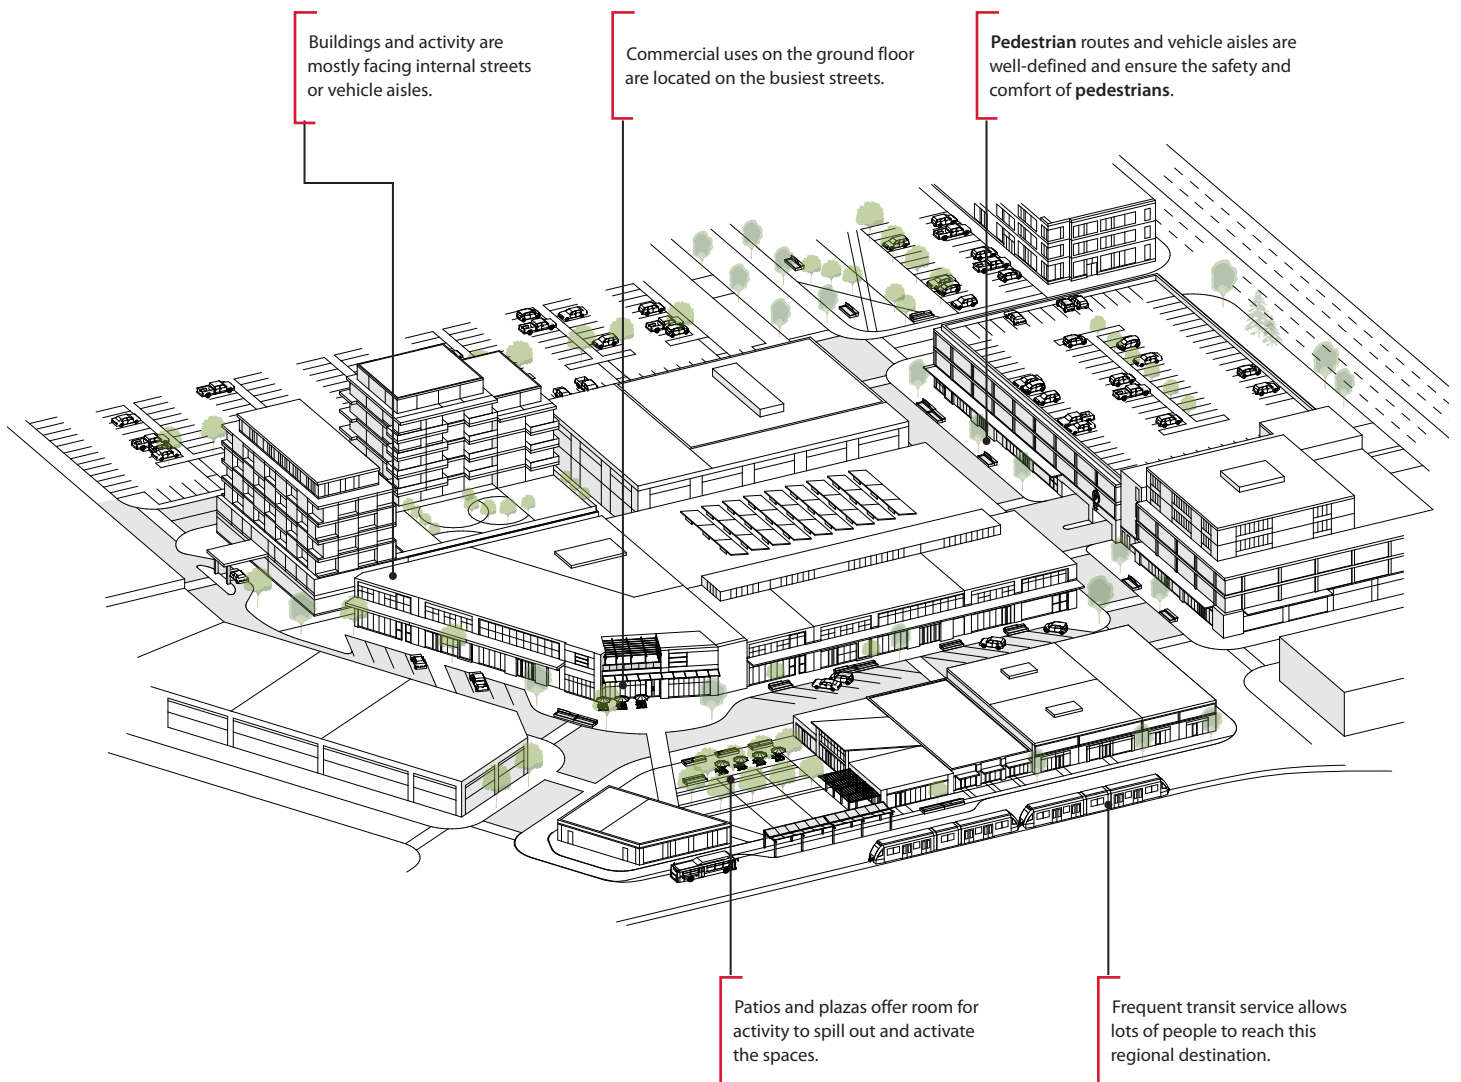 Buildings and activity are
mostly facing internal streets
or vehicle aisles.
Commercial uses on the ground floor
are located on the busiest streets.
Pedestrian routes and vehicle aisles are
well-defined and ensure the safety and
comfort of pedestrians.
Patios and plazas offer room for
activity to spill out and activate
the spaces.
Frequent transit service allows
lots of people to reach this
regional destination.